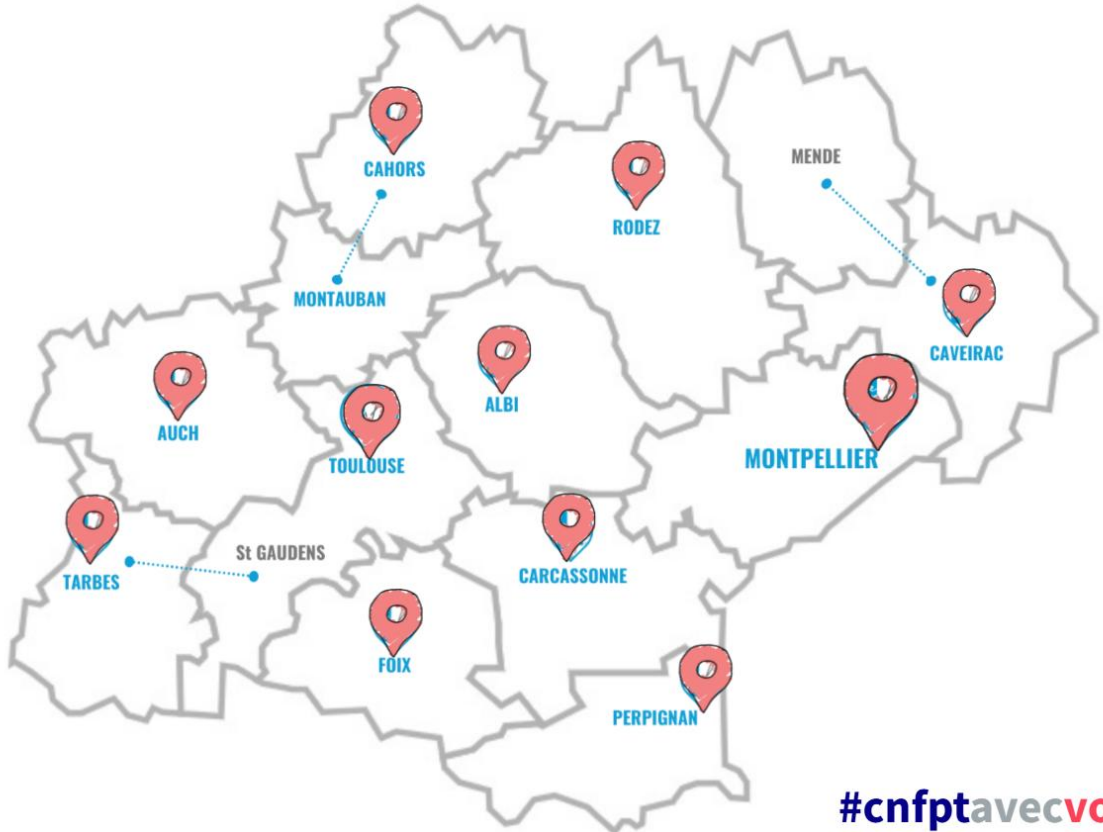 CAHORS
MENDE
RODEZ
MONTAUBAN
CAVEIRAC
ALBI
AUCH
TOULOUSE
MONTPELLIER
St GAUDENS
TARBES
CARCASSONNE
FOIX
PERPIGNAN
#cnfptavecvo